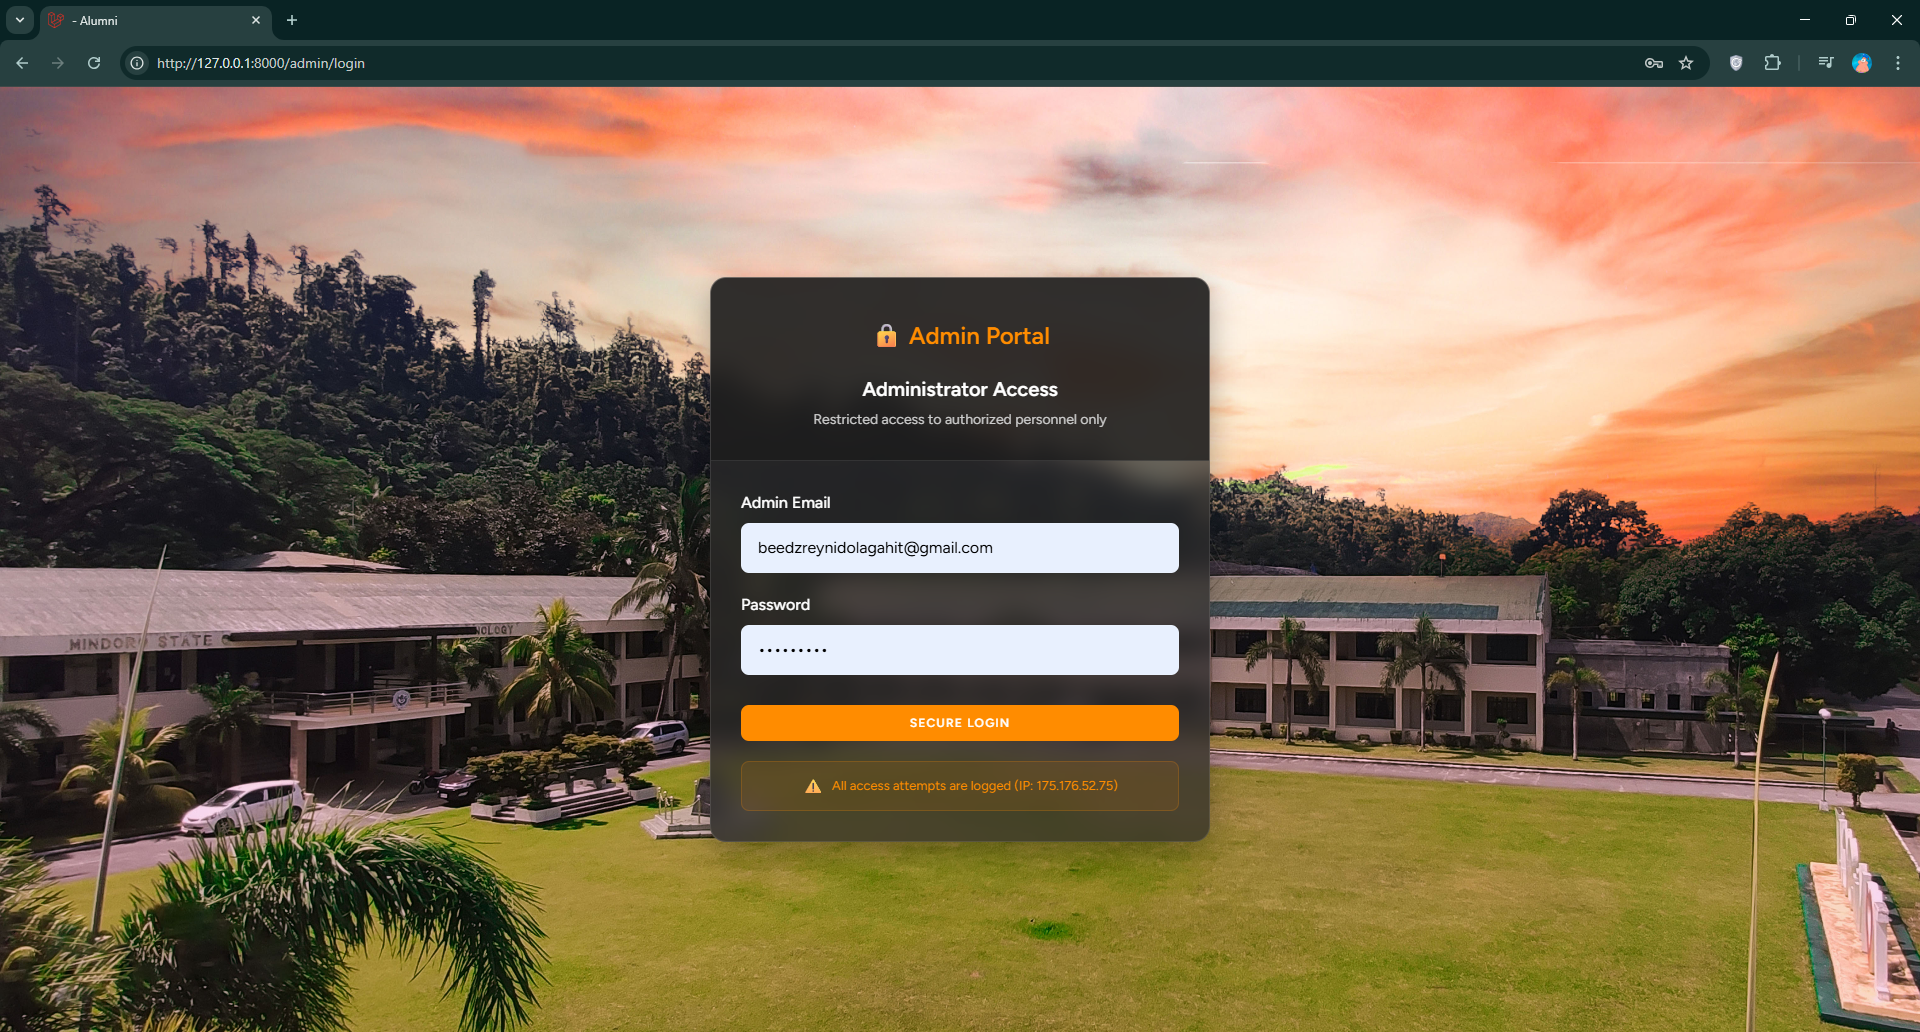 - Alumni
http://127.0.0.1:8000/admin/login
Admin Portal
Administrator Access
Restricted access to authorized personnel only
Admin Email
beedzreynidolagahit@gmail.com
Password
SECURE LOGIN
All access attempts are logged (IP: 175.176.52.75)
MINDORO STATE
NOLOGY